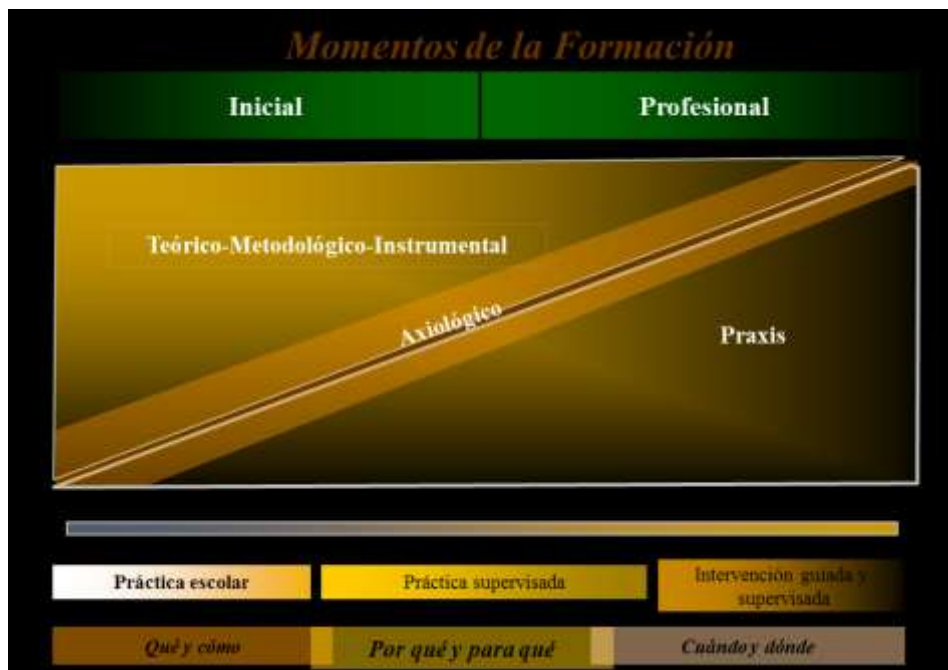 Momentos de la Formación
Inicial
Profesional
Teórico-Metodológico-Instrumental
Axiológico
Praxis
Práctica escolar
Práctica supervisada
Intervención guiada y
supervisada
Qué y cómo
Por qué y para qué
Cuándo y dónde